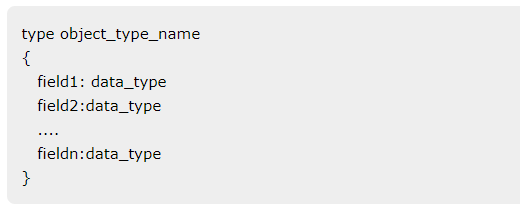 type object_type_name
{
field1: data_type
field2:data_type
....
fieldn:data_type
}